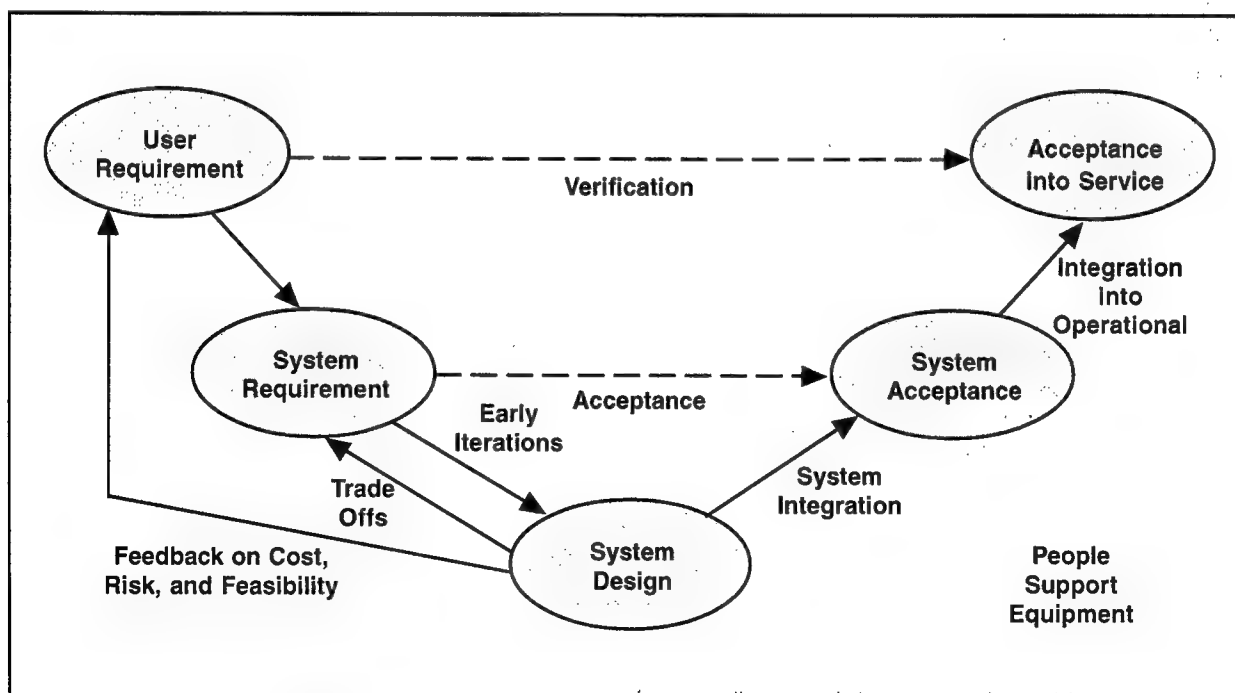 User
Requirement
Acceptance
into Service
Verification
Integration
into
Operational
System
Requirement
System
Acceptance
Acceptance
Early
Iterations
Trade
Offs
System
Integration
System
Design
Feedback on Cost,
Risk, and Feasibility
People
Support
Equipment